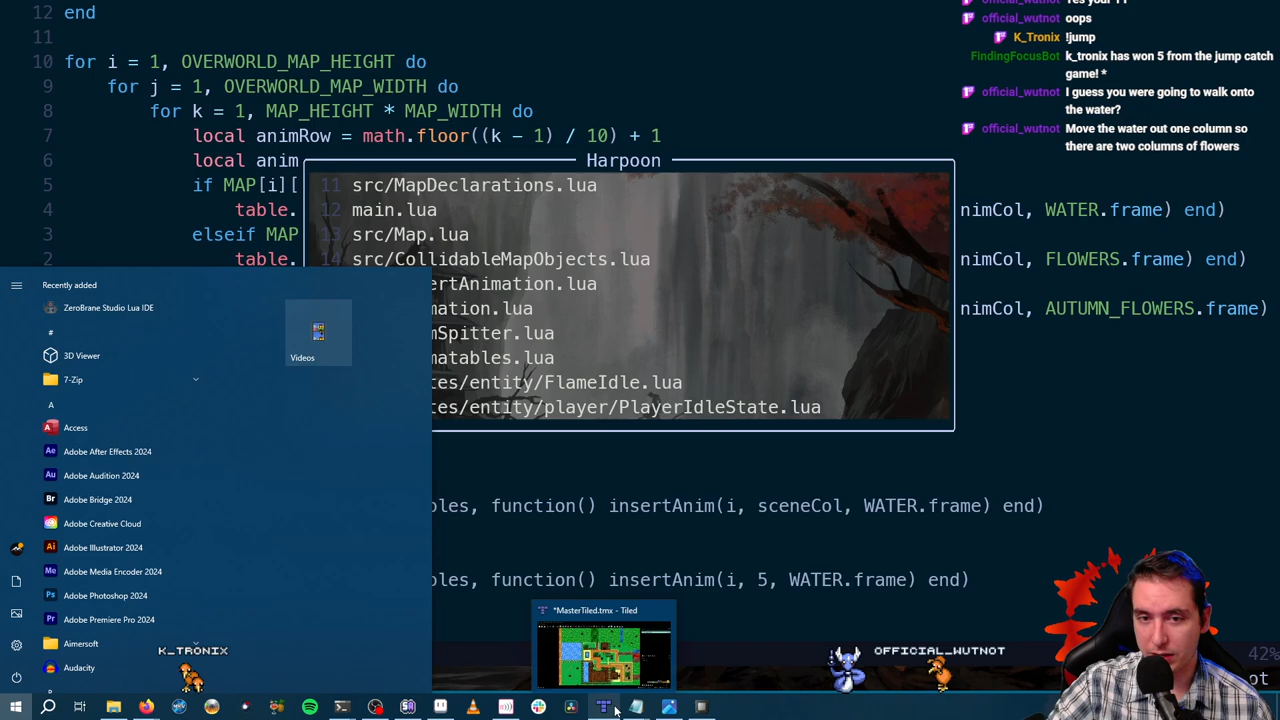 12 end
11
10 for i = 1, OVERWORLD_MAP_HEIGHT do
9 for j = 1, OVERWORLD_MAP_WIDTH do
8 for k = 1, MAP_HEIGHT * MAP_WIDTH do
7 local animRow = math.floor((k - 1) / 10) + 1
6 local anim
5 if MAP[i][
4 table. nimCol, WATER.frame) end)
3 elseif MAP
2 table. nimCol, FLOWERS.frame) end)
nimCol, AUTUMN_FLOWERS.frame)
Harpoon
11 src/MapDeclarations.lua
12 main.lua
13 src/Map.lua
14 src/CollidableMapObjects.lua
ertAnimation.lua
mation.lua
mSpitter.lua
matables.lua
tes/entity/FlameIdle.lua
tes/entity/player/PlayerIdleState.lua
bles, function() insertAnim(i, sceneCol, WATER.frame) end)
bles, function() insertAnim(i, 5, WATER.frame) end)
42%
ot
official_wutnot
oops
K_Tronix !jump
FindingFocusBot k_tronix has won 5 from the jump catch
game! *
official_wutnot I guess you were going to walk onto
the water?
official_wutnot Move the water out one column so
there are two columns of flowers
Recently added
ZeroBrane Studio Lua IDE
#
3D Viewer
7-Zip
A
Access
Adobe After Effects 2024
Adobe Audition 2024
Adobe Bridge 2024
Adobe Creative Cloud
Adobe Illustrator 2024
Adobe Media Encoder 2024
Adobe Photoshop 2024
Adobe Premiere Pro 2024
Aimersoft
Audacity
Videos
*MasterTiled.tmx - Tiled
K_TRONIX
OFFICIAL_WUTNOT